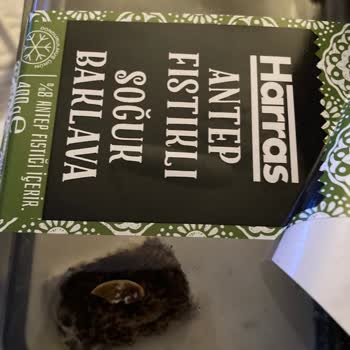 Harras
ANTEP
FISTIKLI
SOĞUK
BAKLAVA
%8 ANTEP FISTIĞI İÇERİR.
400 g e